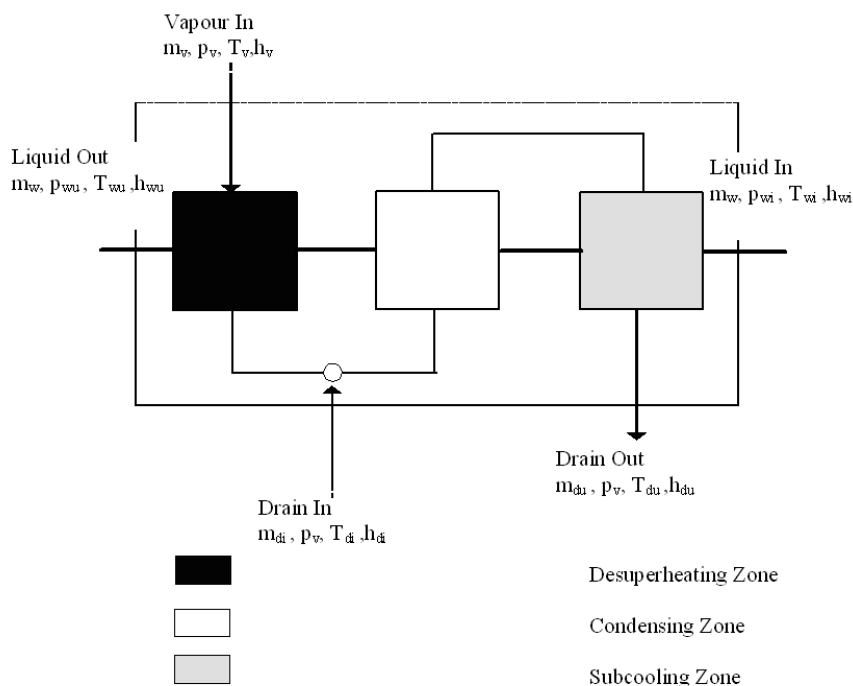 Vapour In
mv, pv, Tv,hv
Liquid Out
mw, pwu , Twu,hwu
Liquid In
mw, pwi , Twi,hwi
Drain Out
mdu , pv, Tdu ,hdu
Drain In
mdi , pv, Tdi ,hdi
Desuperheating Zone
Condensing Zone
Subcooling Zone